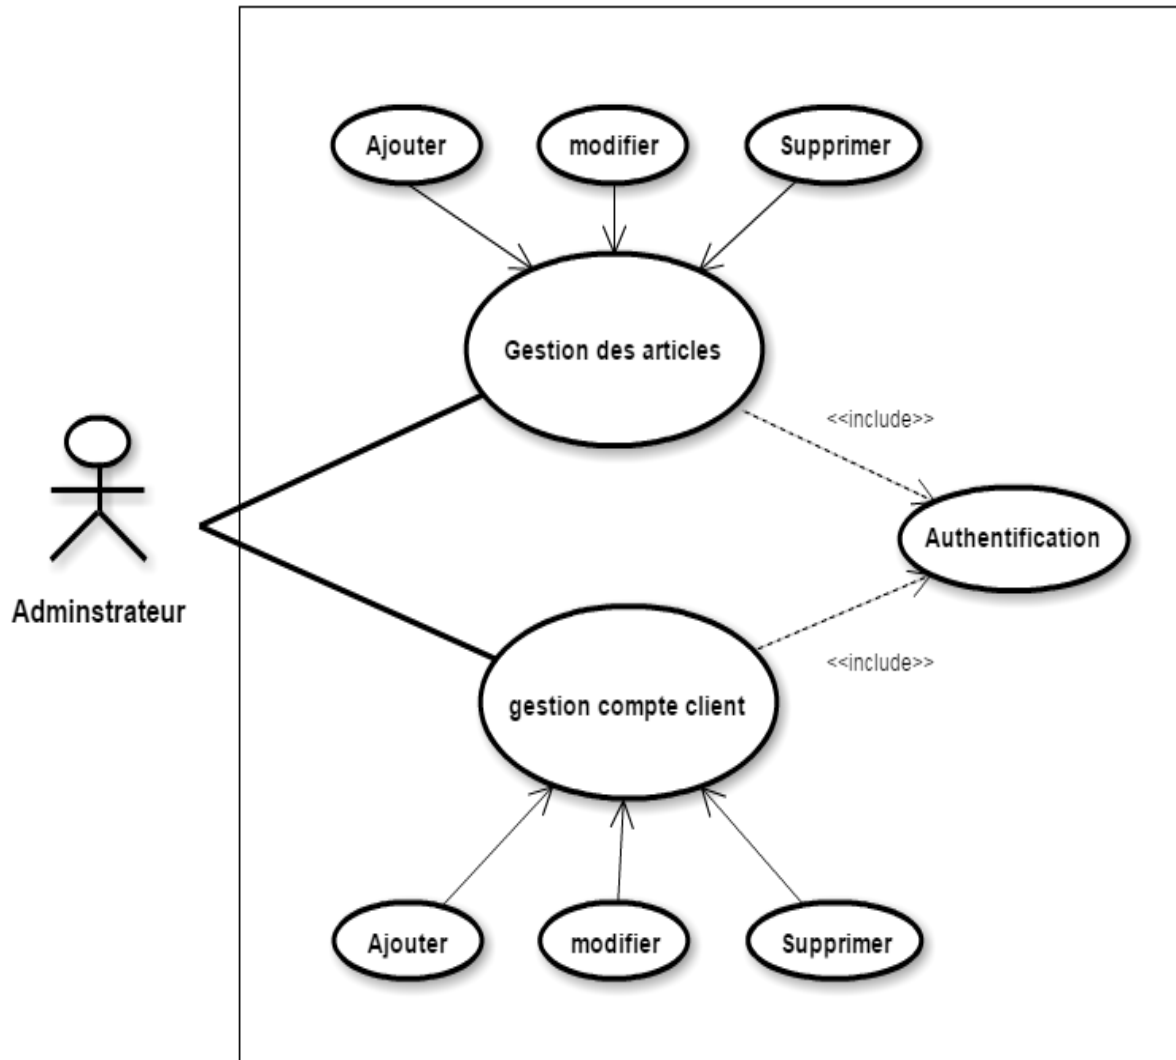 Ajouter
modifier
Supprimer
Gestion des articles
<<include>>
Authentification
Adminstrateur
<<include>>
gestion compte client
Ajouter
modifier
Supprimer